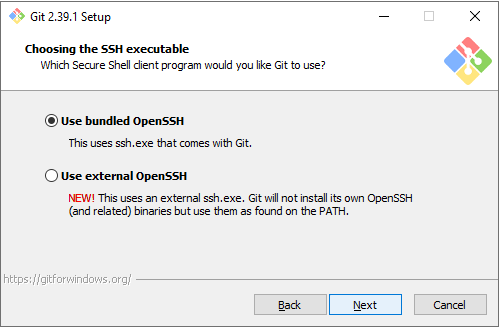 Git 2.39.1 Setup
Choosing the SSH executable
Which Secure Shell client program would you like Git to use?
Use bundled OpenSSH
This uses ssh.exe that comes with Git.
Use external OpenSSH
NEW! This uses an external ssh.exe. Git will not install its own OpenSSH
(and related) binaries but use them as found on the PATH.
https://gitforwindows.org/
Back
Next
Cancel